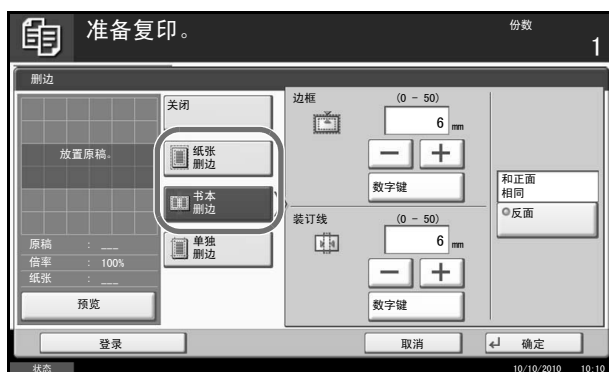 准备复印。
份数
1
删边
放置原稿。
原稿 : ___
倍率 : 100%
纸张 : ___
预览
关闭
纸张
删边
书本
删边
单独
删边
边框
(0 - 50)
6 mm
数字键
装订线
(0 - 50)
6 mm
数字键
和正面
相同
反面
登录
取消
确定
状态
10/10/2010 10:10